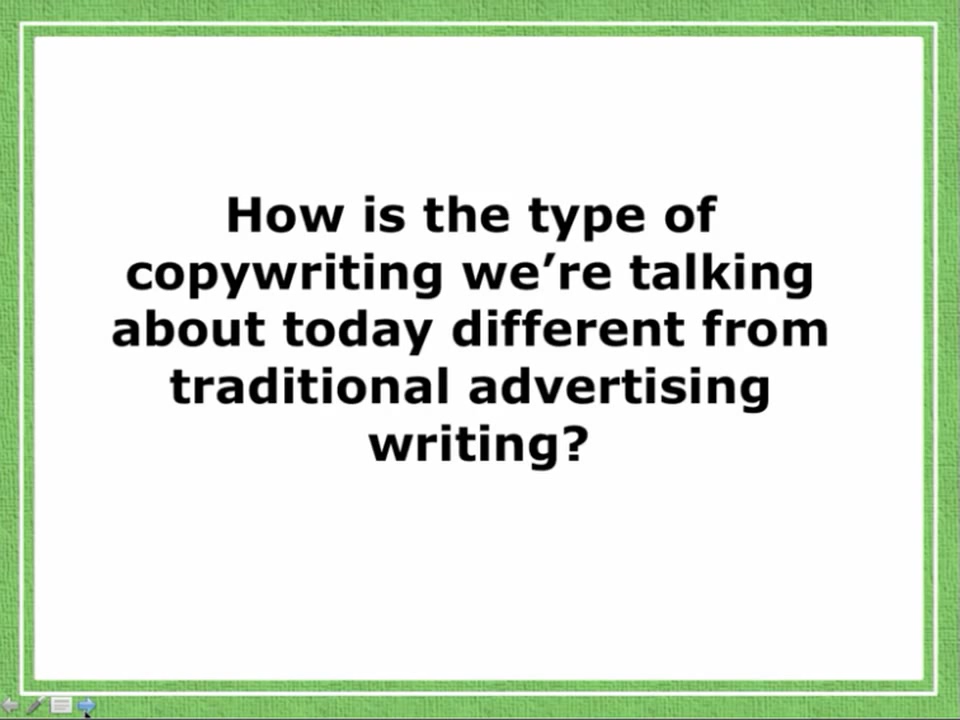 How is the type of
copywriting we’re talking
about today different from
traditional advertising
writing?